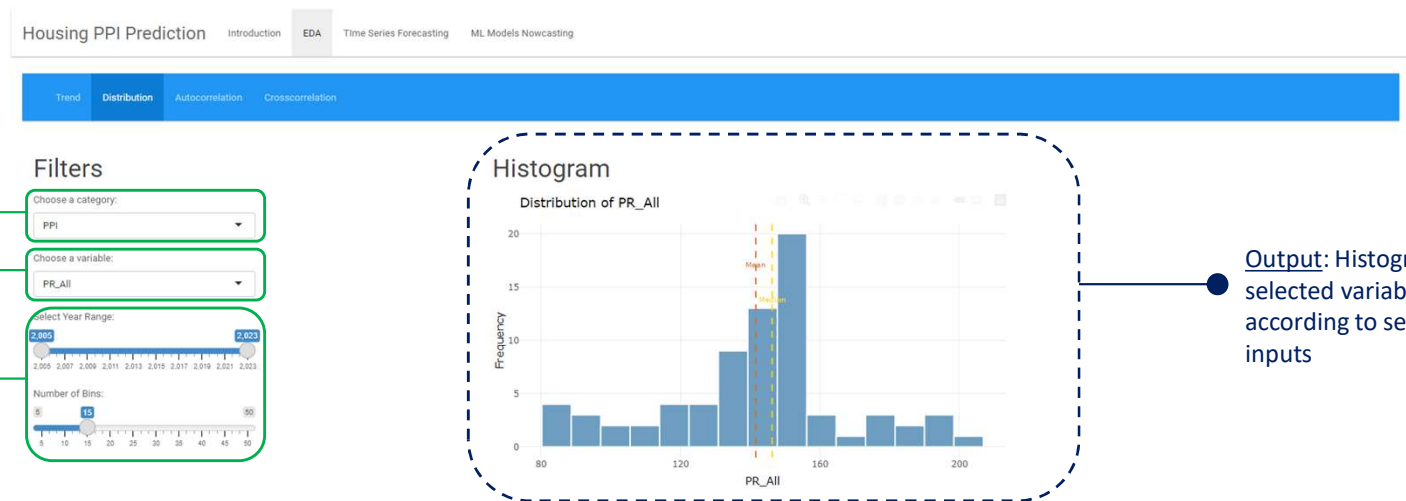 Housing PPI Prediction Introduction EDA TIme Series Forecasting ML Models Nowcasting
Trend Distribution Autocorrelation Crosscorrelation
Filters
Choose a category:
PPI
Choose a variable:
PR_All
Select Year Range:
2,005 2,023
2,005 2,007 2,009 2,011 2,013 2,015 2,017 2,019 2,021 2,023
Number of Bins:
5 15 50
5 10 15 20 25 30 35 40 45 50
Histogram
Distribution of PR_All
20
15
10
5
0
Frequency
Mean
Median
80 120 160 200
PR_All
Output: Histogr
selected variab
according to se
inputs